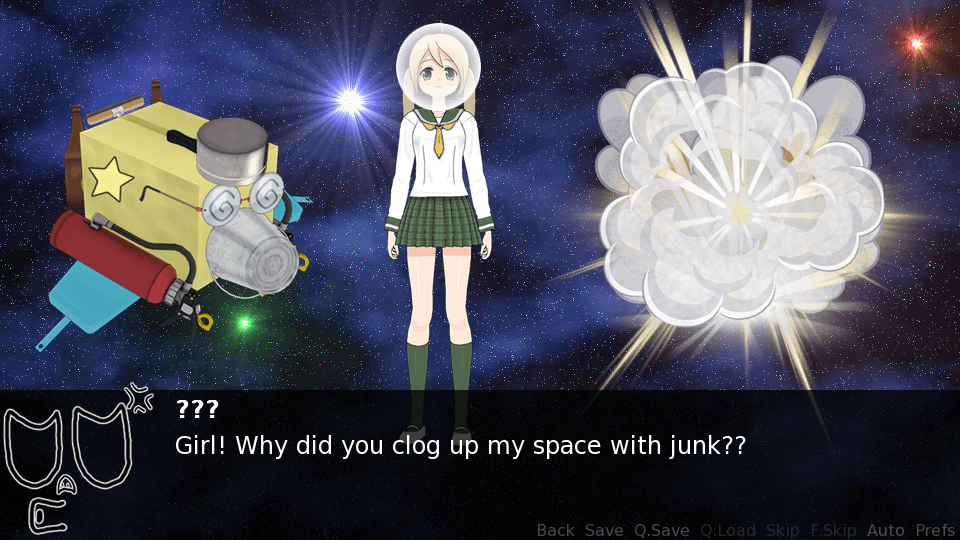 ???
Girl! Why did you clog up my space with junk??
Back Save Q.Save Q.Load Skip F.Skip Auto Prefs